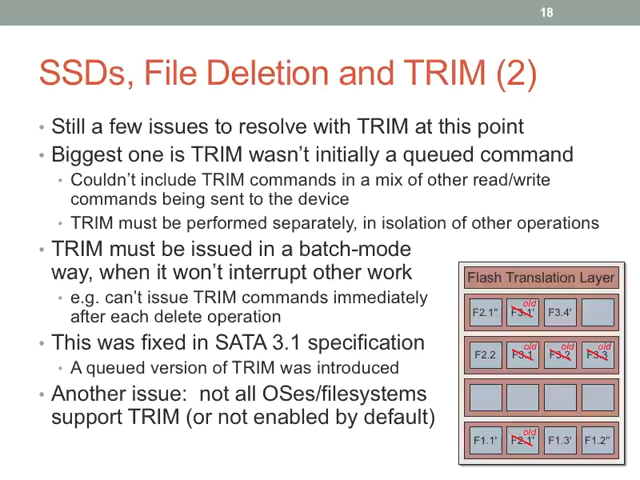 18
SSDs, File Deletion and TRIM (2)
• Still a few issues to resolve with TRIM at this point
• Biggest one is TRIM wasn't initially a queued command
• Couldn't include TRIM commands in a mix of other read/write
commands being sent to the device
• TRIM must be performed separately, in isolation of other operations
• TRIM must be issued in a batch-mode
way, when it won't interrupt other work
• e.g. can't issue TRIM commands immediately
after each delete operation
• This was fixed in SATA 3.1 specification
• A queued version of TRIM was introduced
• Another issue:  not all OSes/filesystems
support TRIM (or not enabled by default)
Flash Translation Layer
F2.1" F3.1' old F3.4'
F2.2 F3.1 old F3.2 old F3.3 old
F1.1' F2.1' old F1.3' F1.2"